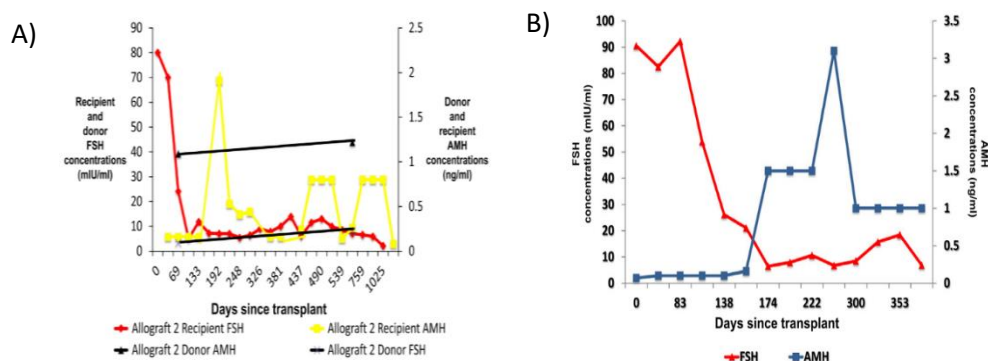 A)
90
80
70
60
50
40
30
20
10
0
Recipient
and
donor
FSH
concentrations
(mIU/ml)
2.5
2
1.5
1
0.5
0
Donor
and
recipient
AMH
concentrations
(ng/ml)
0 69 133 192 248 326 381 437 490 539 759 1025
Days since transplant
Allograft 2 Recipient FSH
Allograft 2 Recipient AMH
Allograft 2 Donor AMH
Allograft 2 Donor FSH
B)
100
90
80
70
60
50
40
30
20
10
0
FSH
concentrations (mIU/ml)
3.5
3
2.5
2
1.5
1
0.5
0
AMH
concentrations (ng/ml)
0 83 138 174 222 300 353
Days since transplant
FSH
AMH